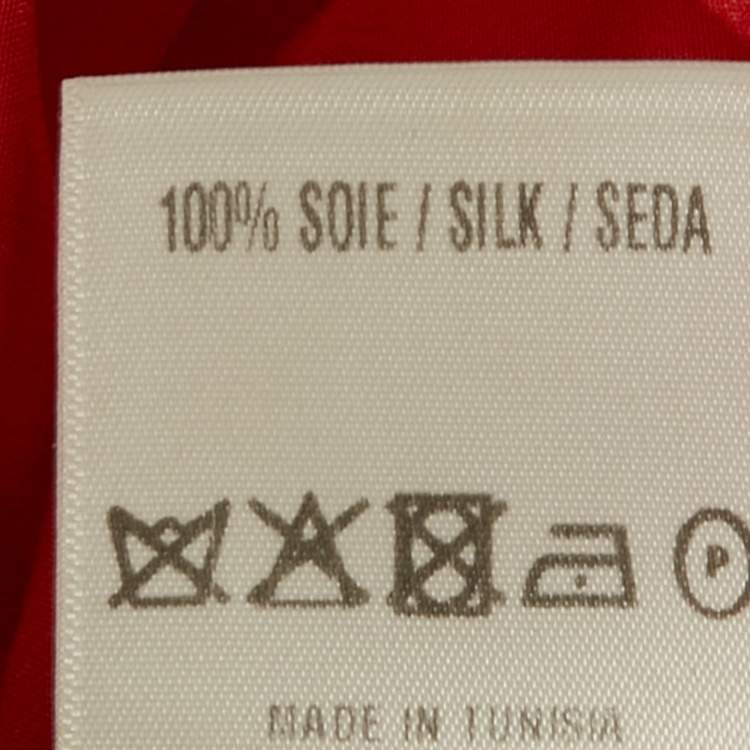 100% SOIE / SILK / SEDA
P
MADE IN TUNISIA